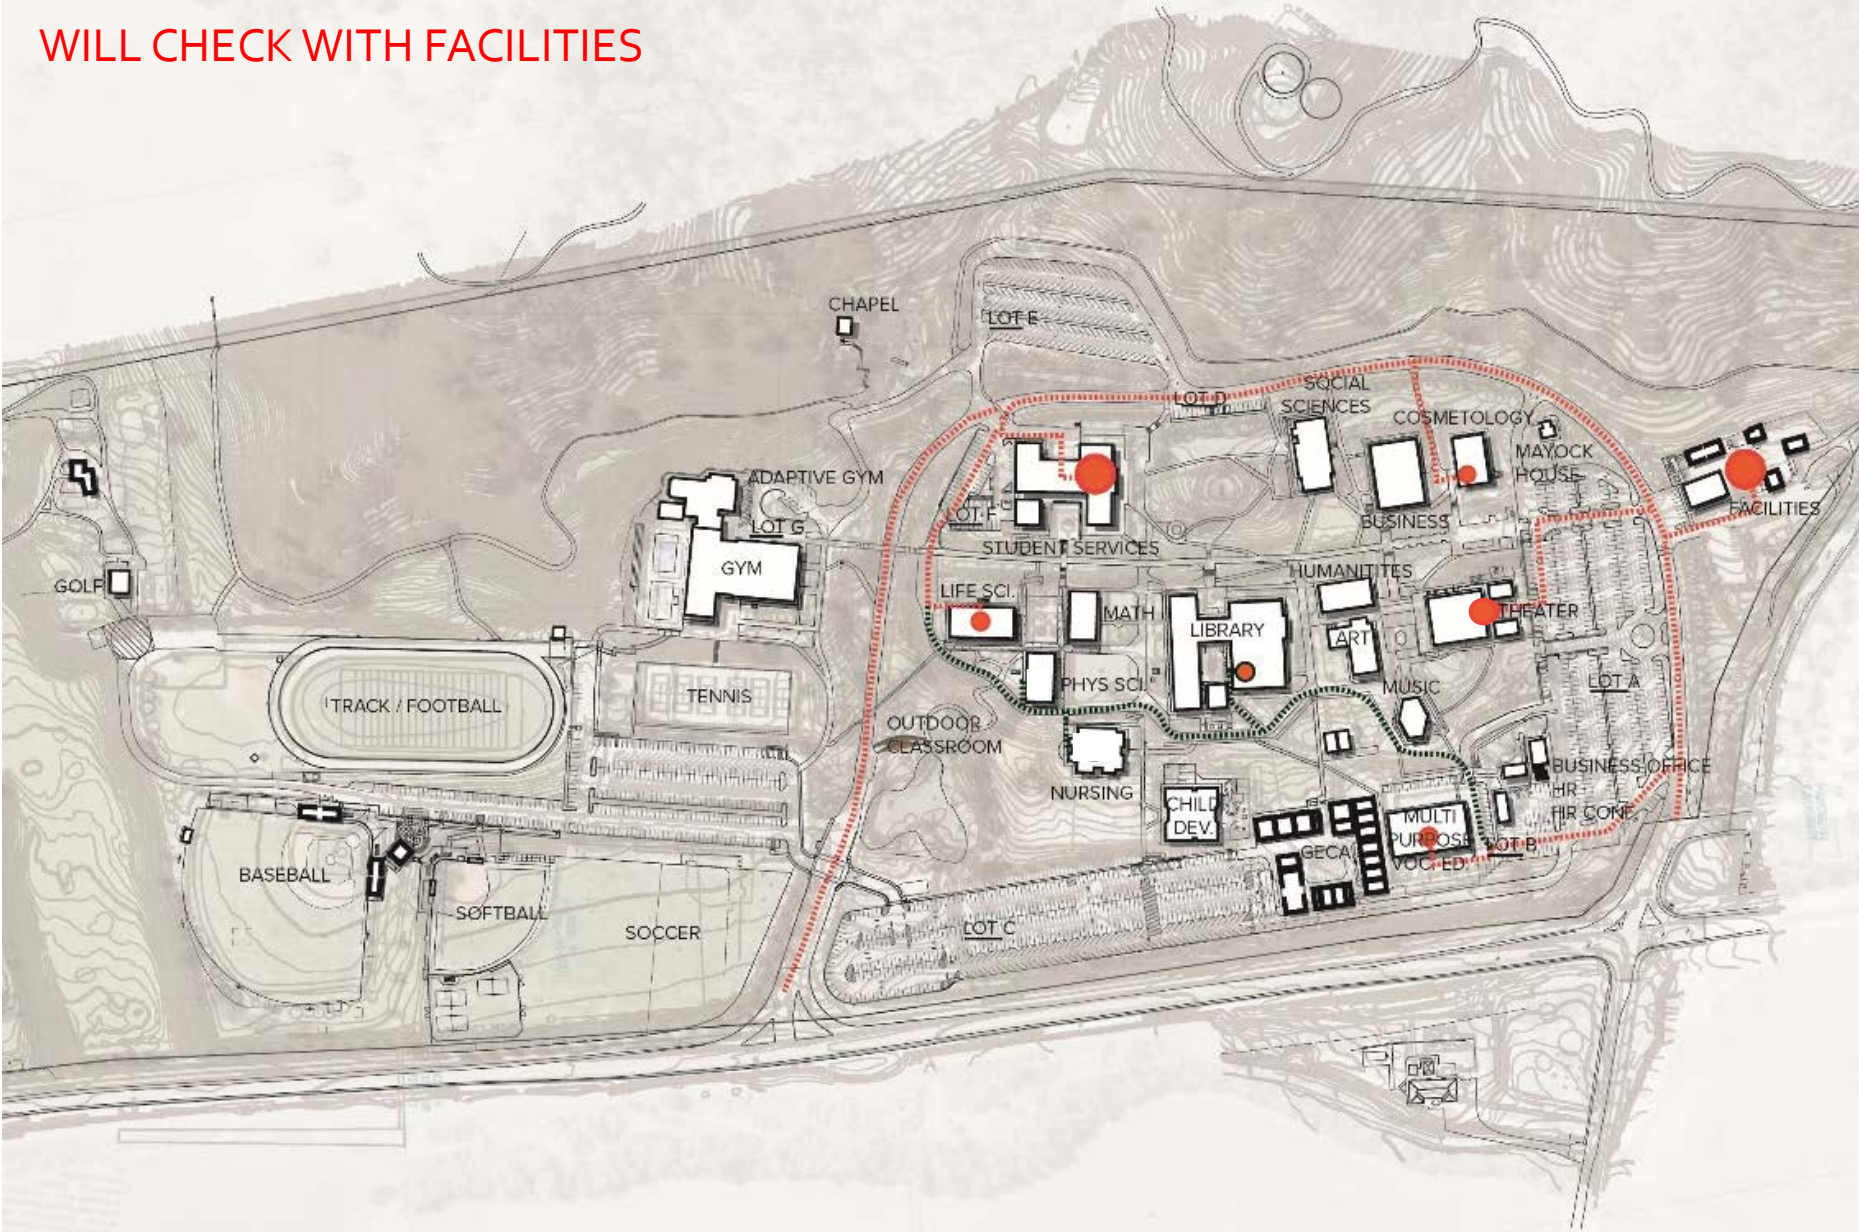 WILL CHECK WITH FACILITIES
CHAPEL
LOT E
SOCIAL
SCIENCES
LOT D
COSMETOLOGY
MAYOCK
HOUSE
ADAPTIVE GYM
LOT G
LOT F
BUSINESS
FACILITIES
STUDENT SERVICES
GYM
HUMANITITES
GOLF
LIFE SCI.
MATH
LIBRARY
THEATER
ART
PHYS SCI.
LOT A
MUSIC
TENNIS
TRACK / FOOTBALL
OUTDOOR
CLASSROOM
BUSINESS OFFICE
HR
HR CONF.
NURSING
CHILD
DEV.
MULTI
PURPOSE
VOC ED.
LOT B
GECA
BASEBALL
SOFTBALL
SOCCER
LOT C